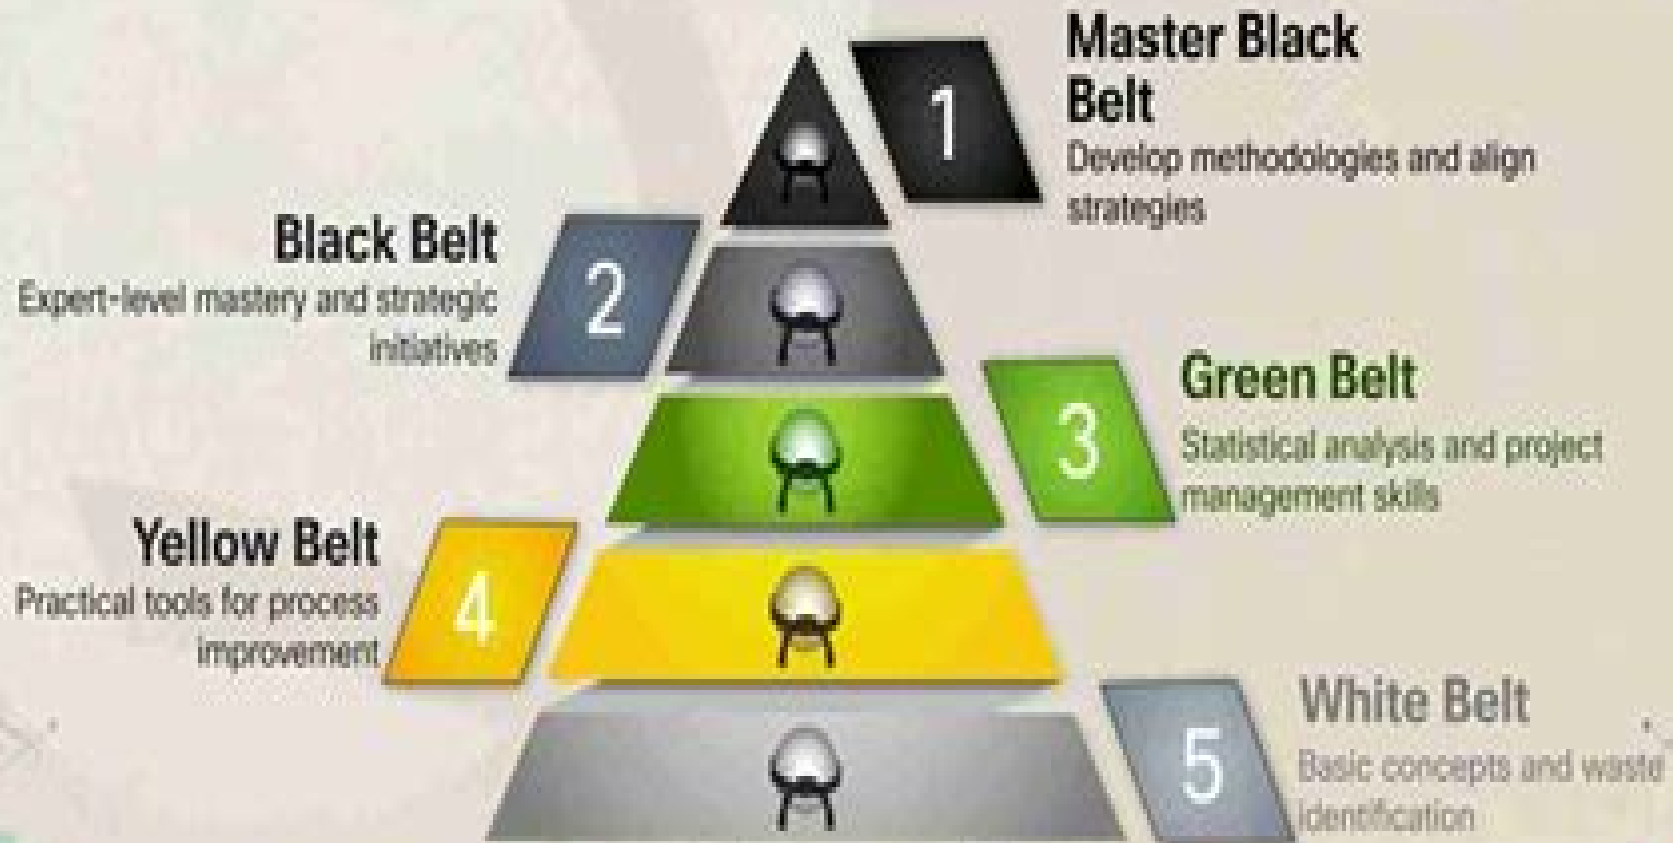 1
Master Black
Belt
Develop methodologies and align
strategies
2
Black Belt
Expert-level mastery and strategic
initiatives
3
Green Belt
Statistical analysis and project
management skills
4
Yellow Belt
Practical tools for process
improvement
5
White Belt
Basic concepts and waste
identification